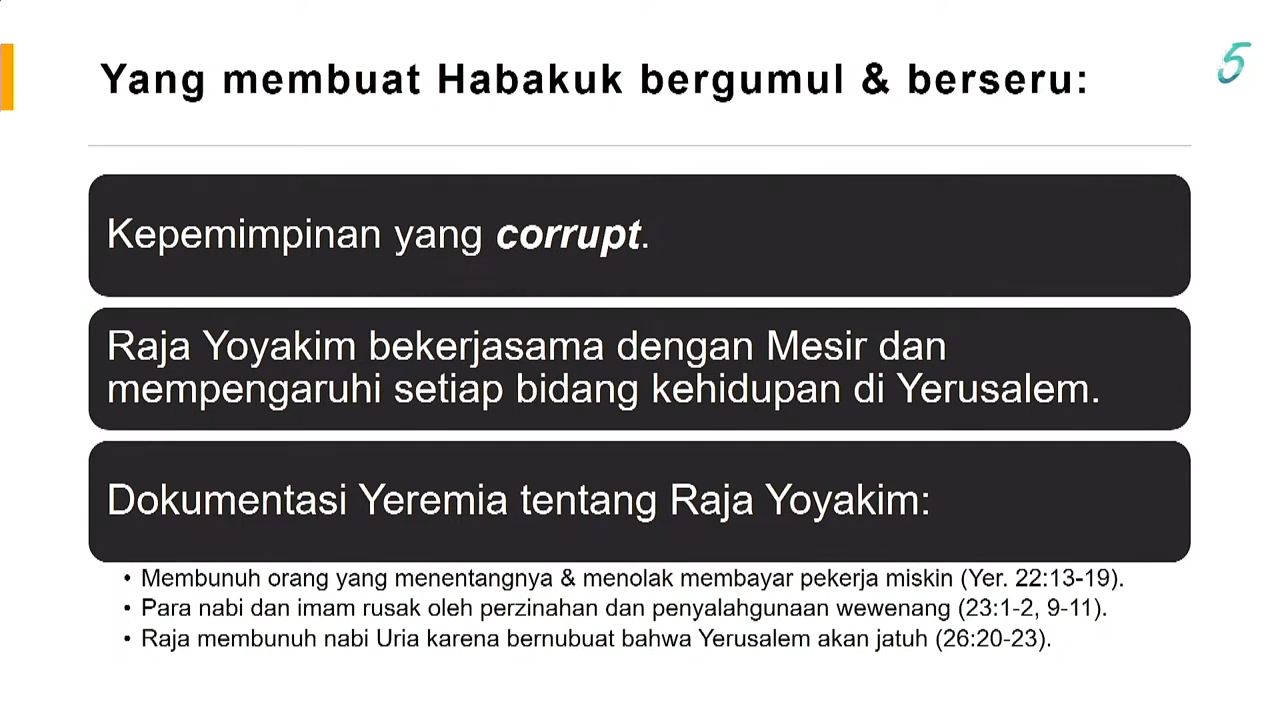 Yang membuat Habakuk bergumul & berseru:
5
Kepemimpinan yang corrupt.
Raja Yoyakim bekerjasama dengan Mesir dan
mempengaruhi setiap bidang kehidupan di Yerusalem.
Dokumentasi Yeremia tentang Raja Yoyakim:
• Membunuh orang yang menentangnya & menolak membayar pekerja miskin (Yer. 22:13-19).
• Para nabi dan imam rusak oleh perzinahan dan penyalahgunaan wewenang (23:1-2, 9-11).
• Raja membunuh nabi Uria karena bernubuat bahwa Yerusalem akan jatuh (26:20-23).